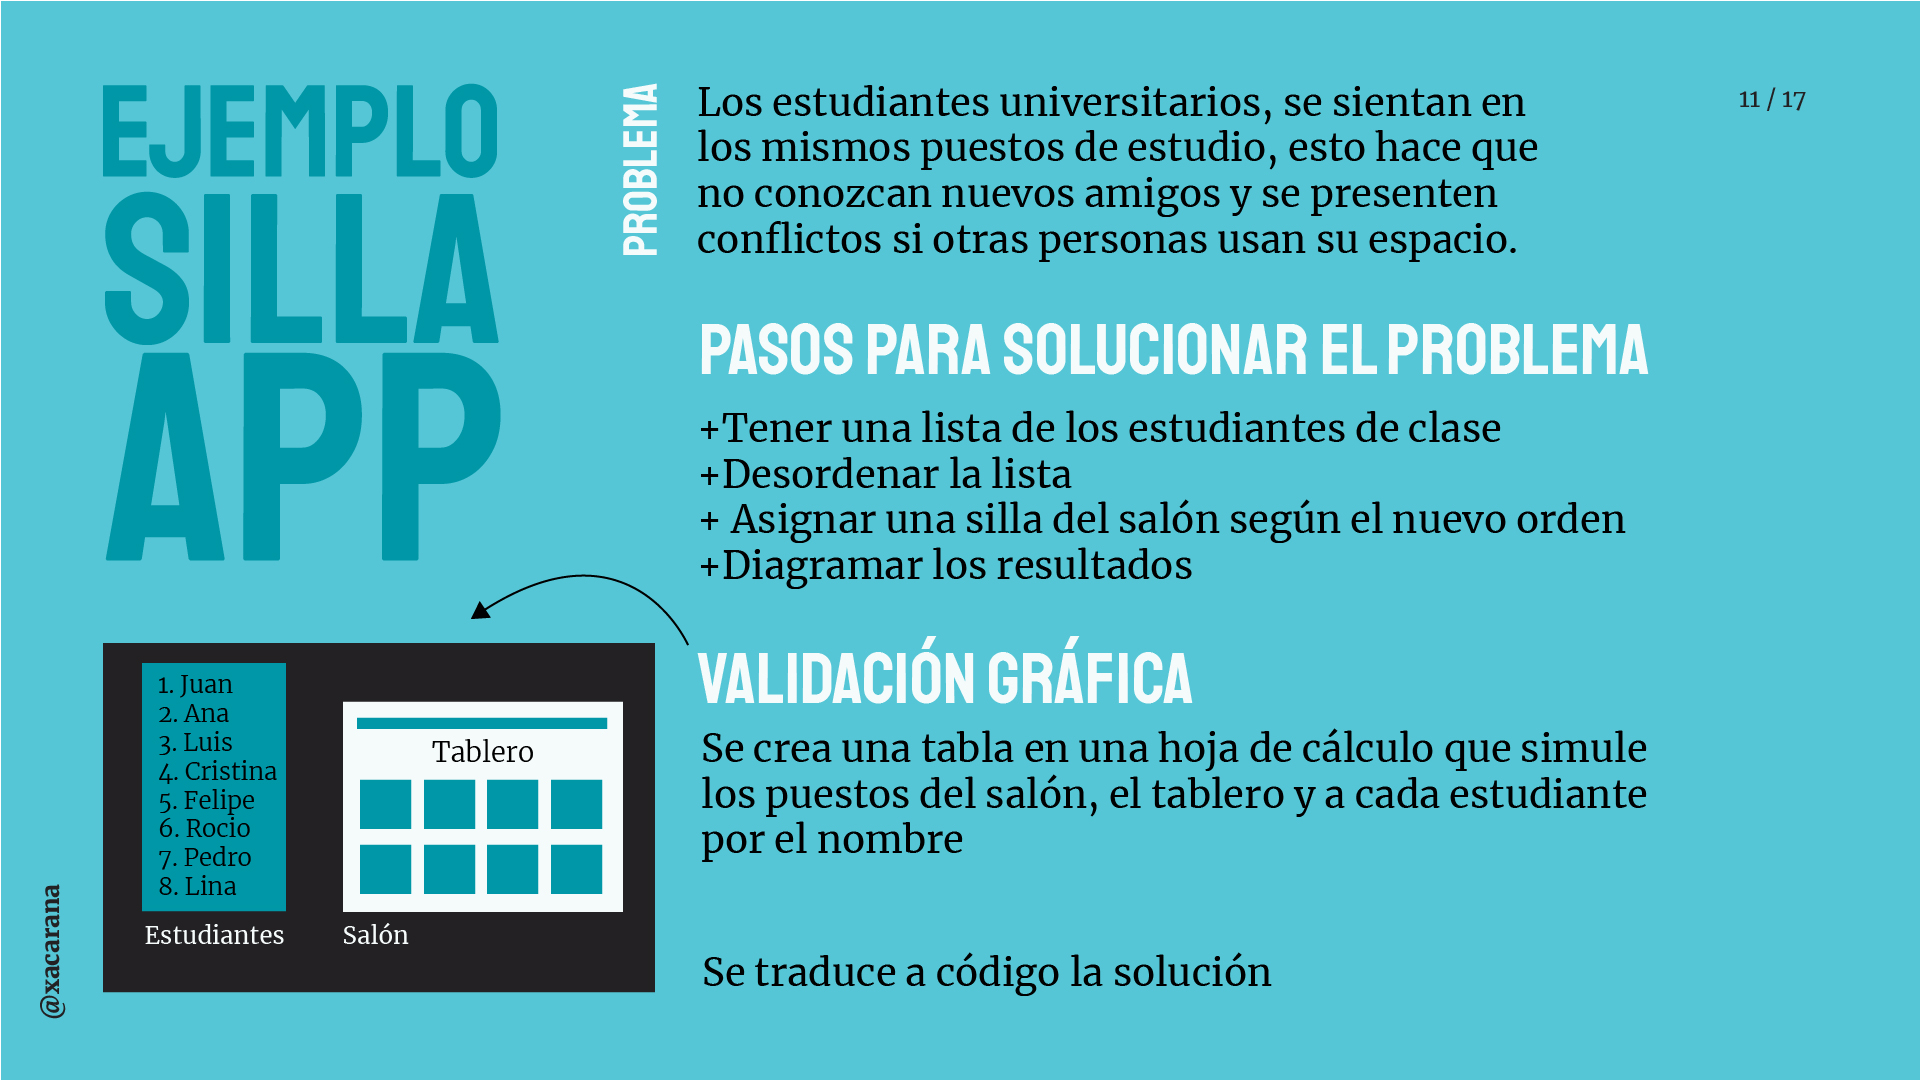 EJEMPLO
SILLA
APP
PROBLEMA
Los estudiantes universitarios, se sientan en
los mismos puestos de estudio, esto hace que
no conozcan nuevos amigos y se presenten
conflictos si otras personas usan su espacio.
11 / 17
PASOS PARA SOLUCIONAR EL PROBLEMA
+Tener una lista de los estudiantes de clase
+Desordenar la lista
+ Asignar una silla del salón según el nuevo orden
+Diagramar los resultados
VALIDACIÓN GRÁFICA
Se crea una tabla en una hoja de cálculo que simule
los puestos del salón, el tablero y a cada estudiante
por el nombre
Se traduce a código la solución
1. Juan
2. Ana
3. Luis
4. Cristina
5. Felipe
6. Rocio
7. Pedro
8. Lina
Estudiantes
Tablero
Salón
@xacarana